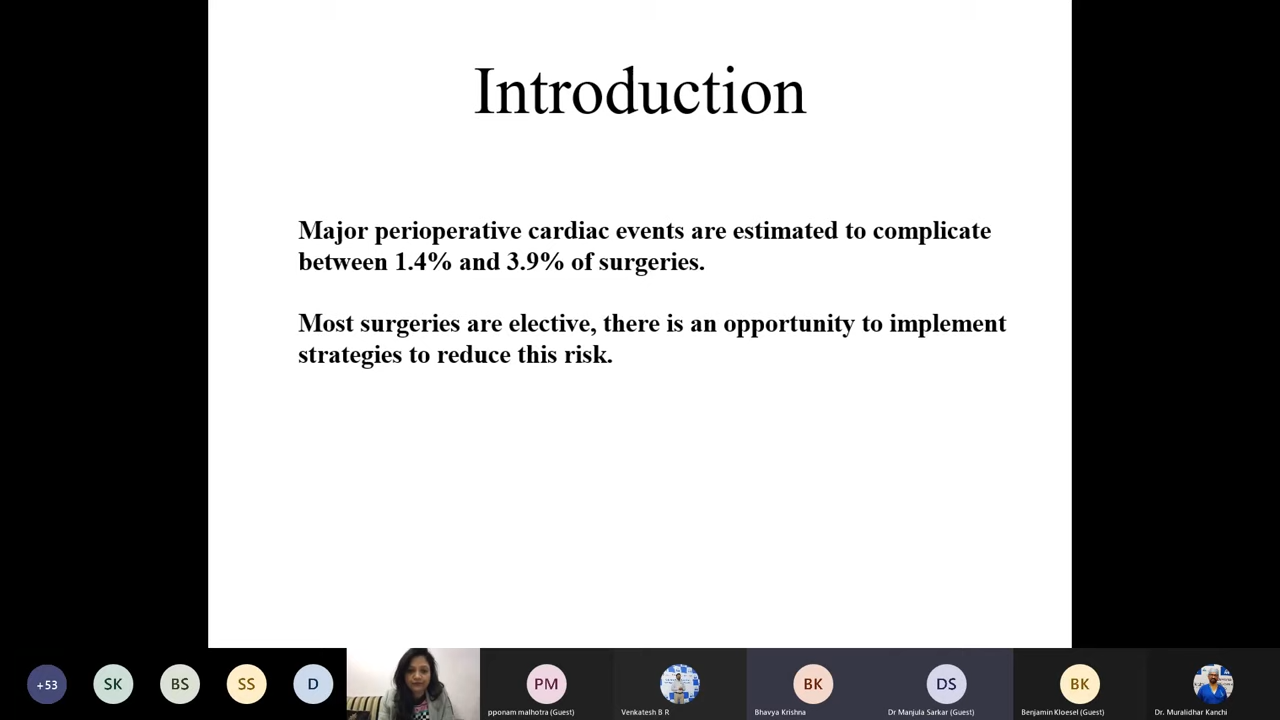 Introduction
Major perioperative cardiac events are estimated to complicate
between 1.4% and 3.9% of surgeries.
Most surgeries are elective, there is an opportunity to implement
strategies to reduce this risk.
+53
SK
BS
SS
D
PM
pponam malhotra (Guest)
Venkatesh B R
BK
Bhavya Krishna
DS
Dr Manjula Sarkar (Guest)
BK
Benjamin Kloesel (Guest)
Dr. Muralidhar Kanchi